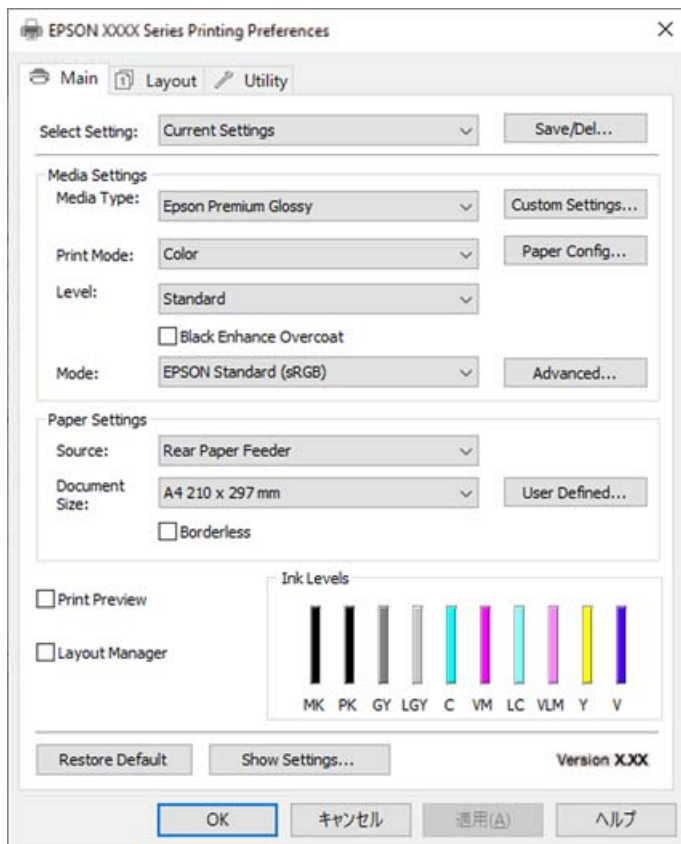 EPSON XXXX Series Printing Preferences
Main Layout Utility
Select Setting: Current Settings Save/Del...
Media Settings
Media Type: Epson Premium Glossy Custom Settings...
Print Mode: Color Paper Config...
Level: Standard
Black Enhance Overcoat
Mode: EPSON Standard (sRGB) Advanced...
Paper Settings
Source: Rear Paper Feeder
Document
Size: A4 210 x 297 mm User Defined...
Borderless
Ink Levels
Print Preview
Layout Manager
MK PK GY LGY C VM LC VLM Y V
Restore Default Show Settings... Version X.XX
OK キャンセル 適用(A) ヘルプ